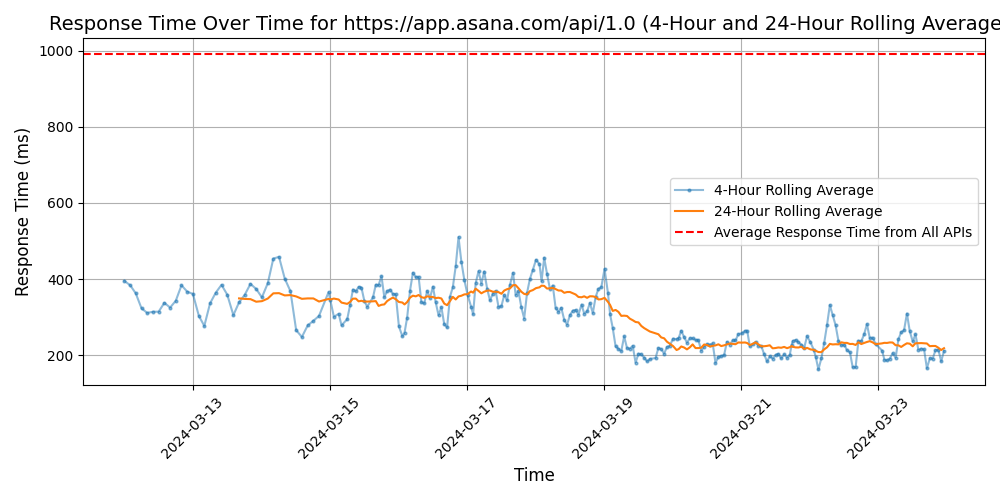 Response Time Over Time for https://app.asana.com/api/1.0 (4-Hour and 24-Hour Rolling Average
Response Time (ms)
1000
800
600
400
200
4-Hour Rolling Average
24-Hour Rolling Average
Average Response Time from All APIs
2024-03-13
2024-03-15
2024-03-17
2024-03-19
2024-03-21
2024-03-23
Time